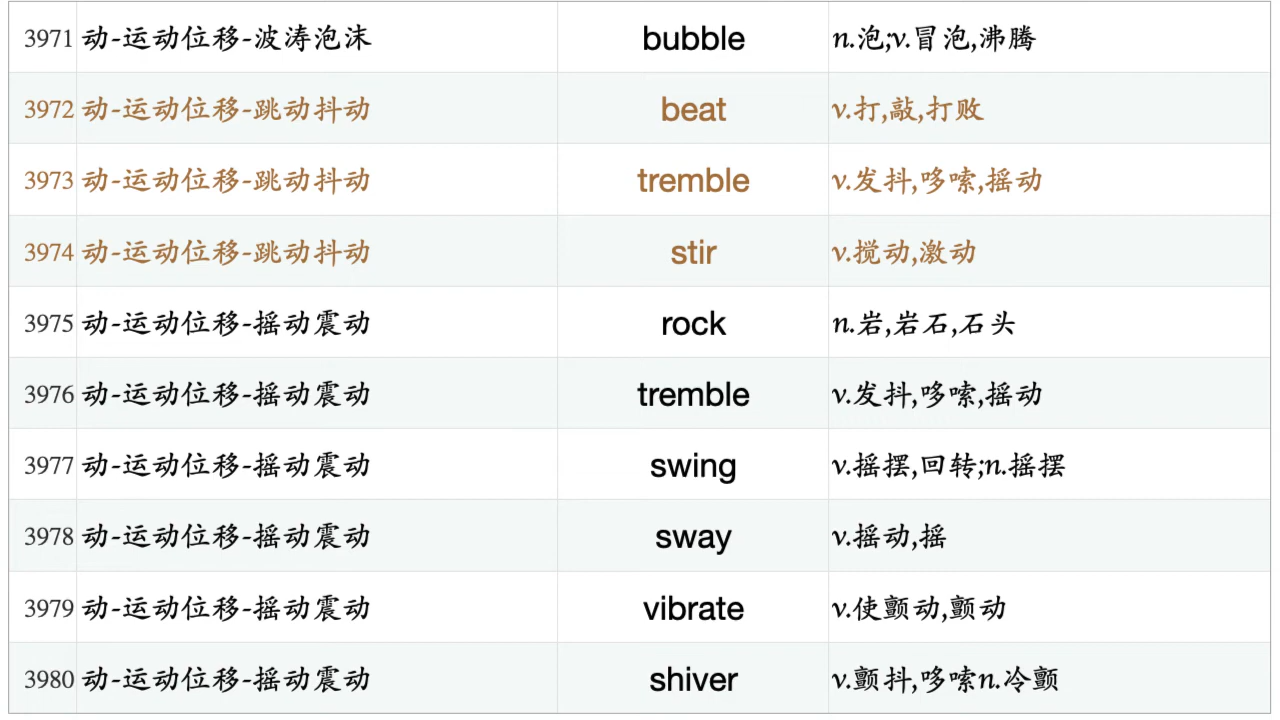 3971 动-运动位移-波涛泡沫 bubble n.泡;v.冒泡,沸腾
3972 动-运动位移-跳动抖动 beat v.打,敲,打败
3973 动-运动位移-跳动抖动 tremble v.发抖,哆嗦,摇动
3974 动-运动位移-跳动抖动 stir v.搅动,激动
3975 动-运动位移-摇动震动 rock n.岩,岩石,石头
3976 动-运动位移-摇动震动 tremble v.发抖,哆嗦,摇动
3977 动-运动位移-摇动震动 swing v.摇摆,回转;n.摇摆
3978 动-运动位移-摇动震动 sway v.摇动,摇
3979 动-运动位移-摇动震动 vibrate v.使颤动,颤动
3980 动-运动位移-摇动震动 shiver v.颤抖,哆嗦n.冷颤